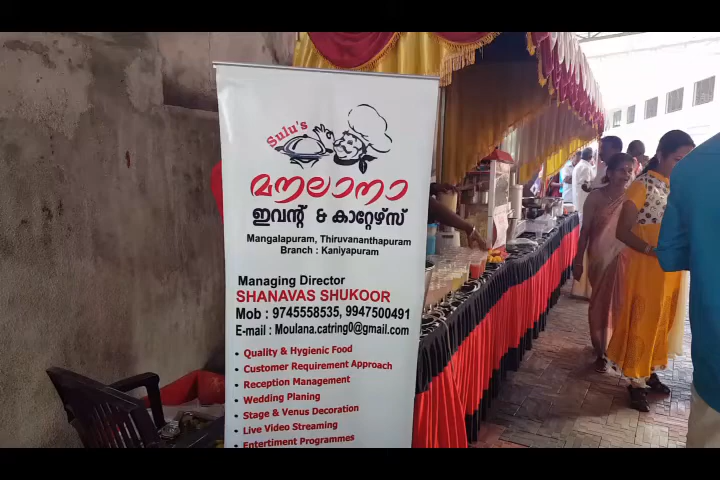 Sulu's
മൗലാനാ
ഇവന്റ് & കാറ്റേഴ്സ്
Mangalapuram, Thiruvananthapuram
Branch : Kaniyapuram
Managing Director
SHANAVAS SHUKOOR
Mob : 9745558535, 9947500491
E-mail : Moulana.catring0@gmail.com
• Quality & Hygienic Food
• Customer Requirement Approach
• Reception Management
• Wedding Planing
• Stage & Venus Decoration
• Live Video Streaming
• Entertiment Programmes